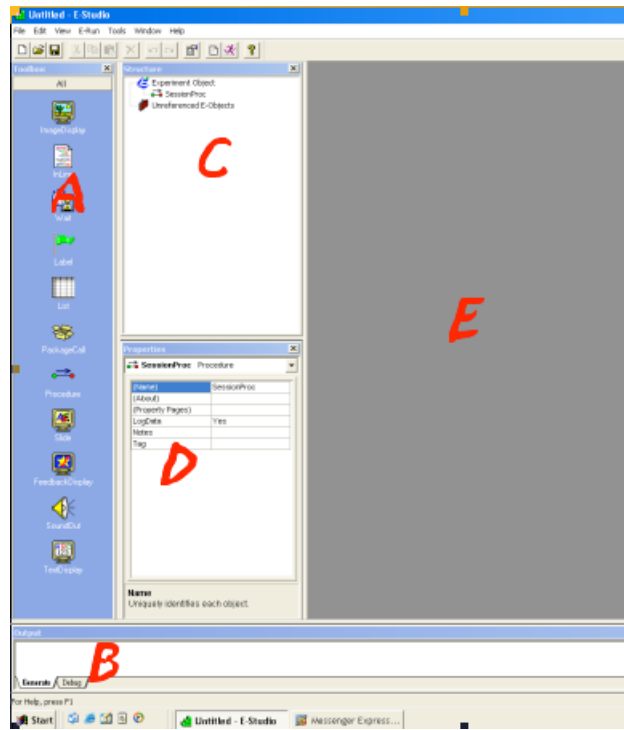 Untitled - E-Studio
File Edit View E-Run Tools Window Help
Toolbox
All
ImageDisplay
InLine
A
Wait
Label
List
PackageCall
Procedure
Slide
FeedbackDisplay
SoundOut
TextDisplay
Structure
Experiment Object
SessionProc
Unreferenced E-Objects
C
Properties
SessionProc Procedure
(Name) SessionProc
(About)
(Property Pages)
LogData Yes
Notes
Tag
D
Name
Uniquely identifies each object.
E
Output
B
Generate Debug
For Help, press F1
Start Untitled - E-Studio Messenger Express...